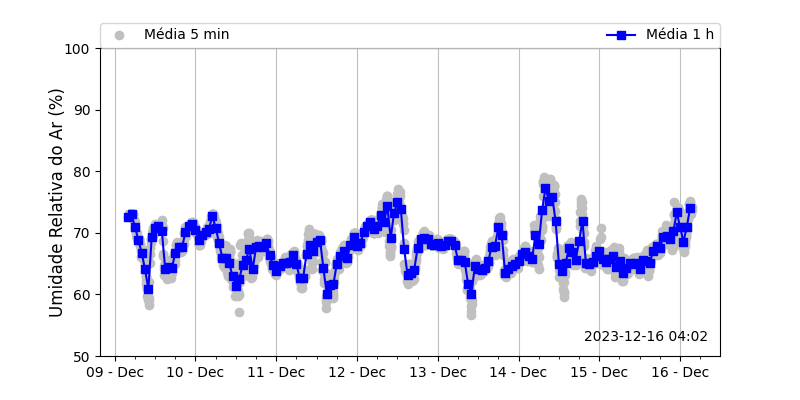 Média 5 min
Média 1 h
Umidade Relativa do Ar (%)
100
90
80
70
60
50
2023-12-16 04:02
09 - Dec
10 - Dec
11 - Dec
12 - Dec
13 - Dec
14 - Dec
15 - Dec
16 - Dec